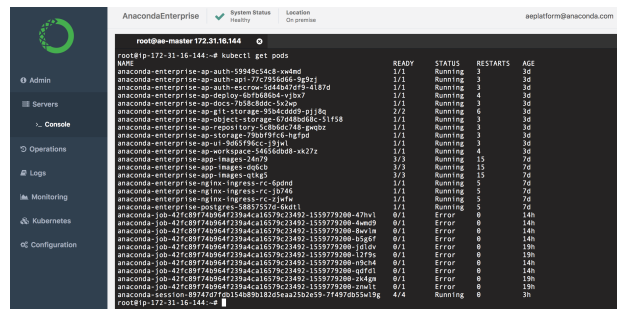 AnacondaEnterprise
System Status
Healthy
Location
On premise
aeplatform@anaconda.com
root@ae-master 172.31.16.144
Admin
Servers
>_ Console
Operations
Logs
Monitoring
Kubernetes
Configuration
root@ip-172-31-16-144:~# kubectl get pods
NAME READY STATUS RESTARTS AGE
anaconda-enterprise-ap-auth-59949c54c8-xw4md 1/1 Running 3 3d
anaconda-enterprise-ap-auth-api-77c7956d66-9g9zj 1/1 Running 3 3d
anaconda-enterprise-ap-auth-escrow-5d44b47df9-4l87d 1/1 Running 3 3d
anaconda-enterprise-ap-deploy-6bfb686b4-vjbx7 1/1 Running 4 3d
anaconda-enterprise-ap-docs-7b58c8ddc-5x2wp 1/1 Running 3 3d
anaconda-enterprise-ap-git-storage-95b4cddd9-pjj8q 2/2 Running 6 3d
anaconda-enterprise-ap-object-storage-67d48bd68c-5lf58 1/1 Running 3 3d
anaconda-enterprise-ap-repository-5c8b6dc748-gwqbz 1/1 Running 3 3d
anaconda-enterprise-ap-storage-79bbf9fc6-hgfpd 1/1 Running 3 3d
anaconda-enterprise-ap-ui-9d65f96cc-j9jwl 1/1 Running 3 3d
anaconda-enterprise-ap-workspace-54656dbd8-xk27z 1/1 Running 4 3d
anaconda-enterprise-app-images-24n79 3/3 Running 15 7d
anaconda-enterprise-app-images-dq6cb 3/3 Running 15 7d
anaconda-enterprise-app-images-qtkg5 3/3 Running 15 7d
anaconda-enterprise-nginx-ingress-rc-6pdnd 1/1 Running 5 7d
anaconda-enterprise-nginx-ingress-rc-jb746 1/1 Running 5 7d
anaconda-enterprise-nginx-ingress-rc-zjwfw 1/1 Running 5 7d
anaconda-enterprise-postgres-58857557d-6kdtl 1/1 Running 5 7d
anaconda-job-42fc89f74b964f239a4ca16579c23492-1559779200-47hvl 0/1 Error 0 14h
anaconda-job-42fc89f74b964f239a4ca16579c23492-1559779200-4wmd9 0/1 Error 0 14h
anaconda-job-42fc89f74b964f239a4ca16579c23492-1559779200-8wvlm 0/1 Error 0 14h
anaconda-job-42fc89f74b964f239a4ca16579c23492-1559779200-b5g6f 0/1 Error 0 14h
anaconda-job-42fc89f74b964f239a4ca16579c23492-1559779200-jdldv 0/1 Error 0 19h
anaconda-job-42fc89f74b964f239a4ca16579c23492-1559779200-l2f9s 0/1 Error 0 19h
anaconda-job-42fc89f74b964f239a4ca16579c23492-1559779200-n9ch4 0/1 Error 0 14h
anaconda-job-42fc89f74b964f239a4ca16579c23492-1559779200-qdfdl 0/1 Error 0 14h
anaconda-job-42fc89f74b964f239a4ca16579c23492-1559779200-zk4gm 0/1 Error 0 19h
anaconda-job-42fc89f74b964f239a4ca16579c23492-1559779200-znwlt 0/1 Error 0 19h
anaconda-session-89747d7fdb154b89b182d5eaa25b2e59-7f497db55wl9g 4/4 Running 0 3h
root@ip-172-31-16-144:~#